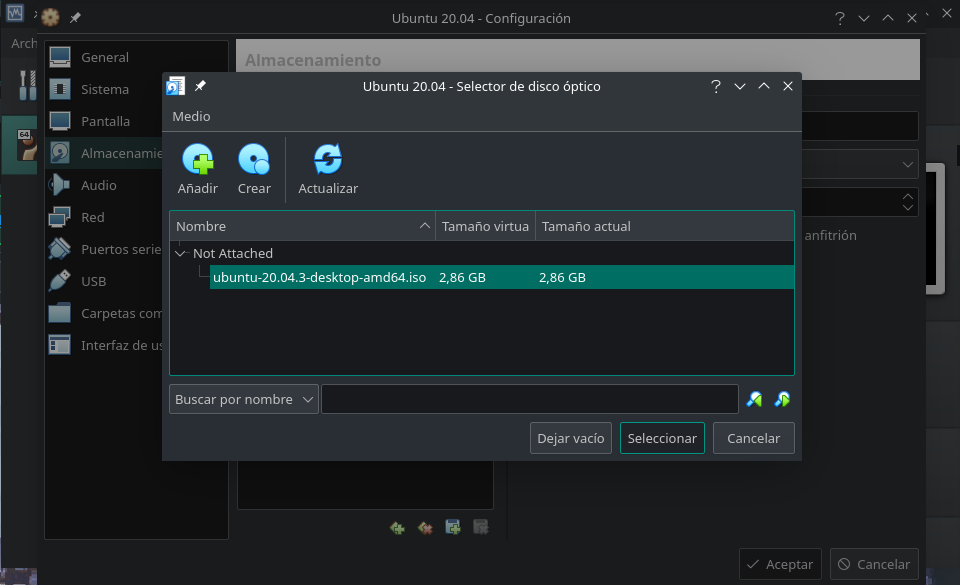 Ubuntu 20.04 - Configuración
Arch
General
Almacenamiento
Sistema
Ubuntu 20.04 - Selector de disco óptico
Medio
Pantalla
64
Almacenamie
Añadir
Crear
Actualizar
Audio
Red
Nombre
Tamaño virtua
Tamaño actual
anfitrión
Puertos serie
Not Attached
USB
ubuntu-20.04.3-desktop-amd64.iso
2,86 GB
2,86 GB
Carpetas com
Interfaz de us
Buscar por nombre
Dejar vacío
Seleccionar
Cancelar
Aceptar
Cancelar